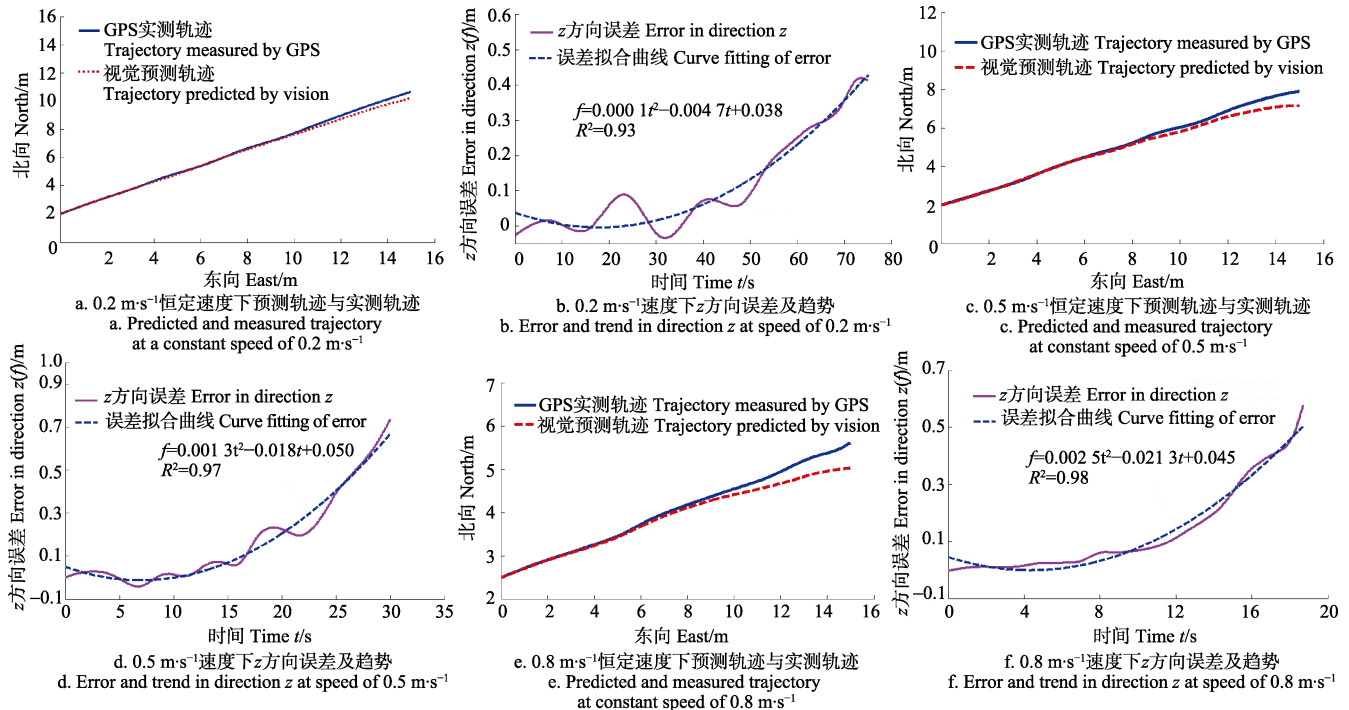 16
14
12
10
8
6
4
2
0
北向 North/m
GPS实测轨迹
Trajectory measured by GPS
视觉预测轨迹
Trajectory predicted by vision
2 4 6 8 10 12 14 16
东向 East/m
a. 0.2 m·s⁻¹恒定速度下预测轨迹与实测轨迹
a. Predicted and measured trajectory
at a constant speed of 0.2 m·s⁻¹
0.6
0.5
0.4
0.3
0.2
0.1
0
z方向误差 Error in direction z(f)/m
z方向误差 Error in direction z
误差拟合曲线 Curve fitting of error
f=0.000 1t²−0.004 7t+0.038
R²=0.93
0 10 20 30 40 50 60 70 80
时间 Time t/s
b. 0.2 m·s⁻¹速度下z方向误差及趋势
b. Error and trend in direction z at speed of 0.2 m·s⁻¹
12
10
8
6
4
2
0
北向 North/m
GPS实测轨迹 Trajectory measured by GPS
视觉预测轨迹 Trajectory predicted by vision
2 4 6 8 10 12 14 16
东向 East/m
c. 0.5 m·s⁻¹恒定速度下预测轨迹与实测轨迹
c. Predicted and measured trajectory
at constant speed of 0.5 m·s⁻¹
1.0
0.9
0.7
0.5
0.3
0.1
−0.1
z方向误差 Error in direction z(f)/m
z方向误差 Error in direction z
误差拟合曲线 Curve fitting of error
f=0.001 3t²−0.018t+0.050
R²=0.97
0 5 10 15 20 25 30 35
时间 Time t/s
d. 0.5 m·s⁻¹速度下z方向误差及趋势
d. Error and trend in direction z at speed of 0.5 m·s⁻¹
7
6
5
4
3
2
北向 North/m
GPS实测轨迹 Trajectory measured by GPS
视觉预测轨迹 Trajectory predicted by vision
0 2 4 6 8 10 12 14 16
东向 East/m
e. 0.8 m·s⁻¹恒定速度下预测轨迹与实测轨迹
e. Predicted and measured trajectory
at constant speed of 0.8 m·s⁻¹
0.7
0.5
0.3
0.1
−0.1
z方向误差 Error in direction z(f)/m
z方向误差 Error in direction z
误差拟合曲线 Curve fitting of error
f=0.002 5t²−0.021 3t+0.045
R²=0.98
0 4 8 12 16 20
时间 Time t/s
f. 0.8 m·s⁻¹速度下z方向误差及趋势
f. Error and trend in direction z at speed of 0.8 m·s⁻¹